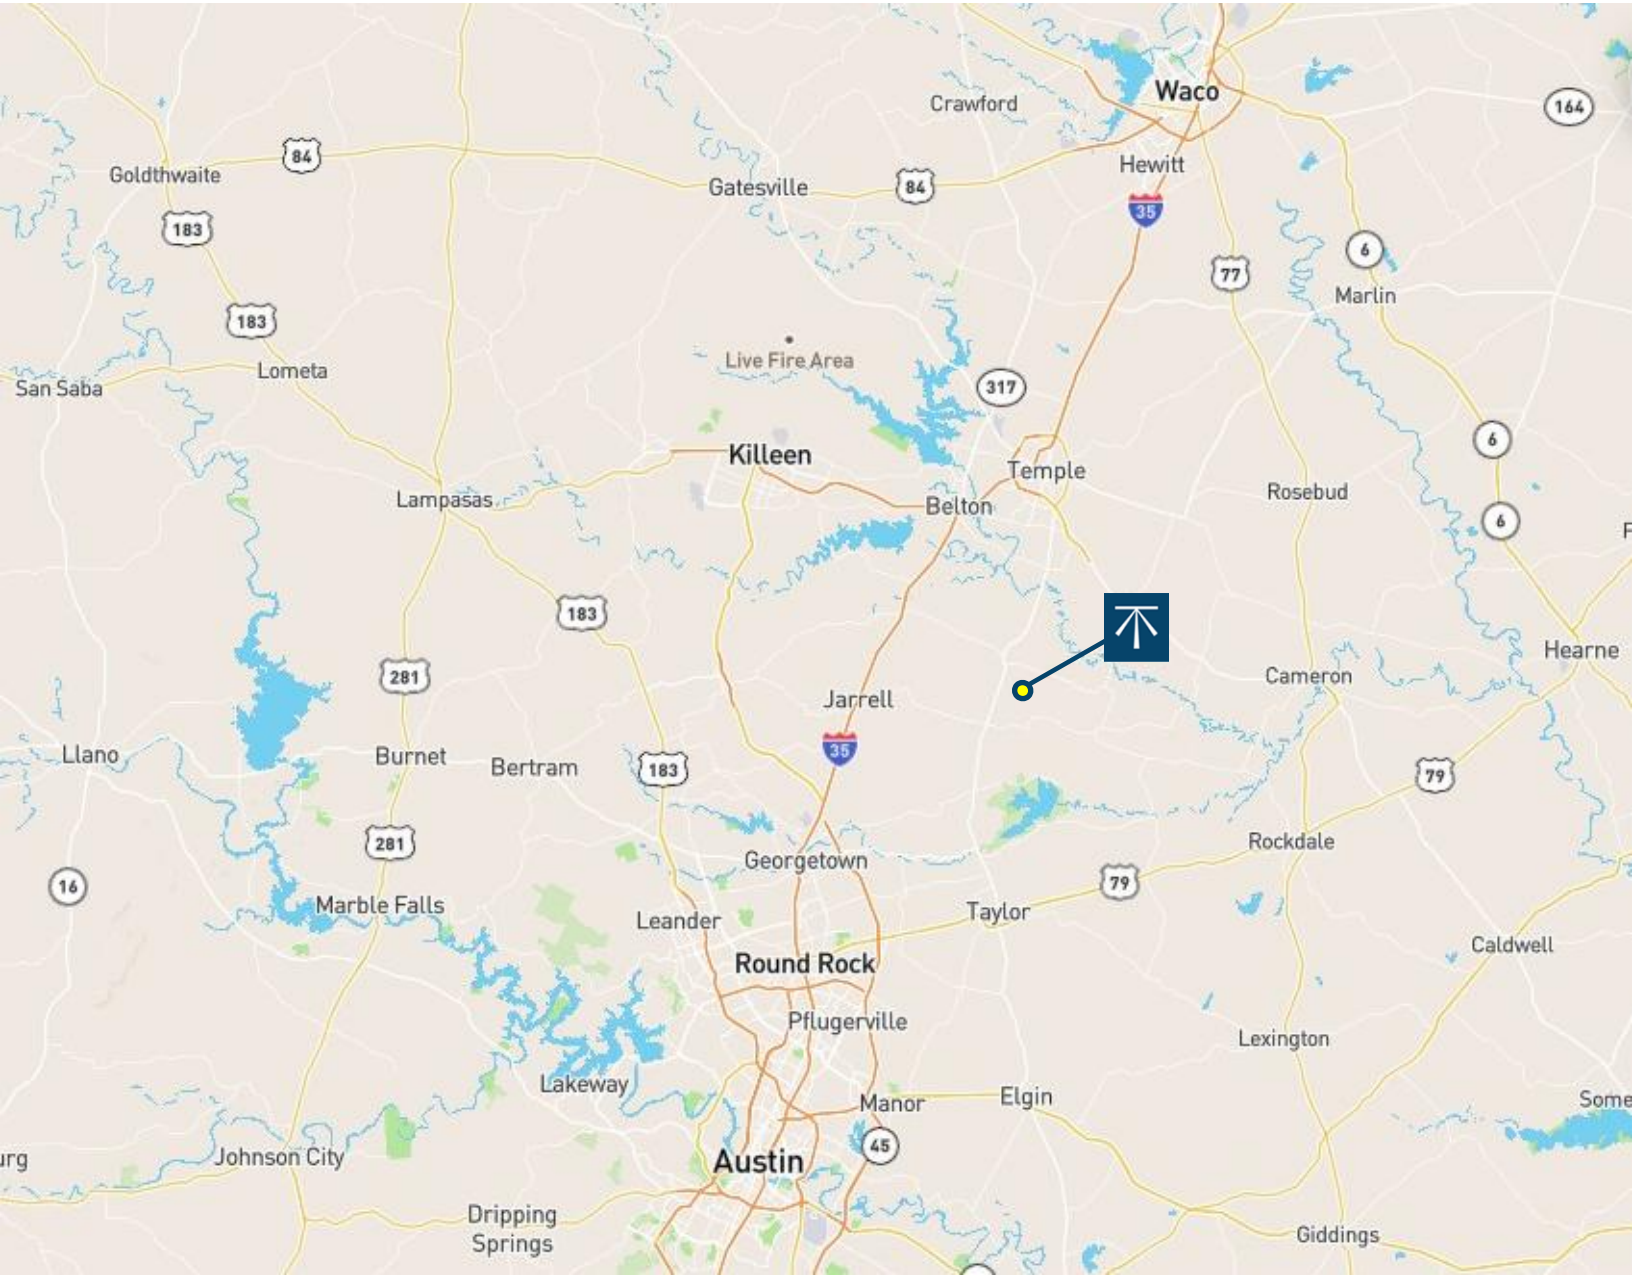 Waco
Crawford
164
84
Goldthwaite
Hewitt
Gatesville
84
35
183
6
77
Marlin
183
Live Fire Area
Lometa
San Saba
317
6
Killeen
Temple
Rosebud
Lampasas
Belton
6
183
Hearne
281
Cameron
Jarrell
35
Llano
Burnet
Bertram
183
79
281
Rockdale
Georgetown
16
79
Marble Falls
Leander
Taylor
Caldwell
Round Rock
Pflugerville
Lexington
Lakeway
Manor
Elgin
Some
45
urg
Johnson City
Austin
Dripping
Springs
Giddings